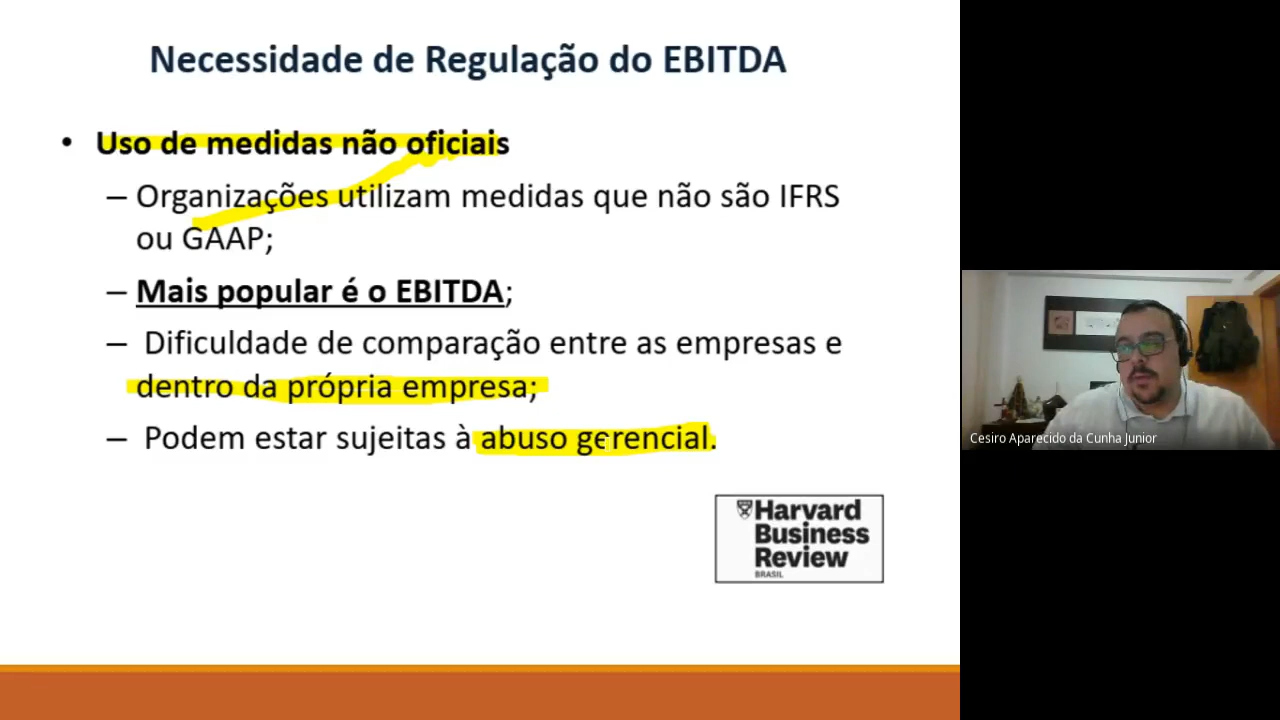 Necessidade de Regulação do EBITDA
• Uso de medidas não oficiais
– Organizações utilizam medidas que não são IFRS
ou GAAP;
– Mais popular é o EBITDA;
– Dificuldade de comparação entre as empresas e
dentro da própria empresa;
– Podem estar sujeitas à abuso gerencial.
Harvard
Business
Review
BRASIL
Cesiro Aparecido da Cunha Junior